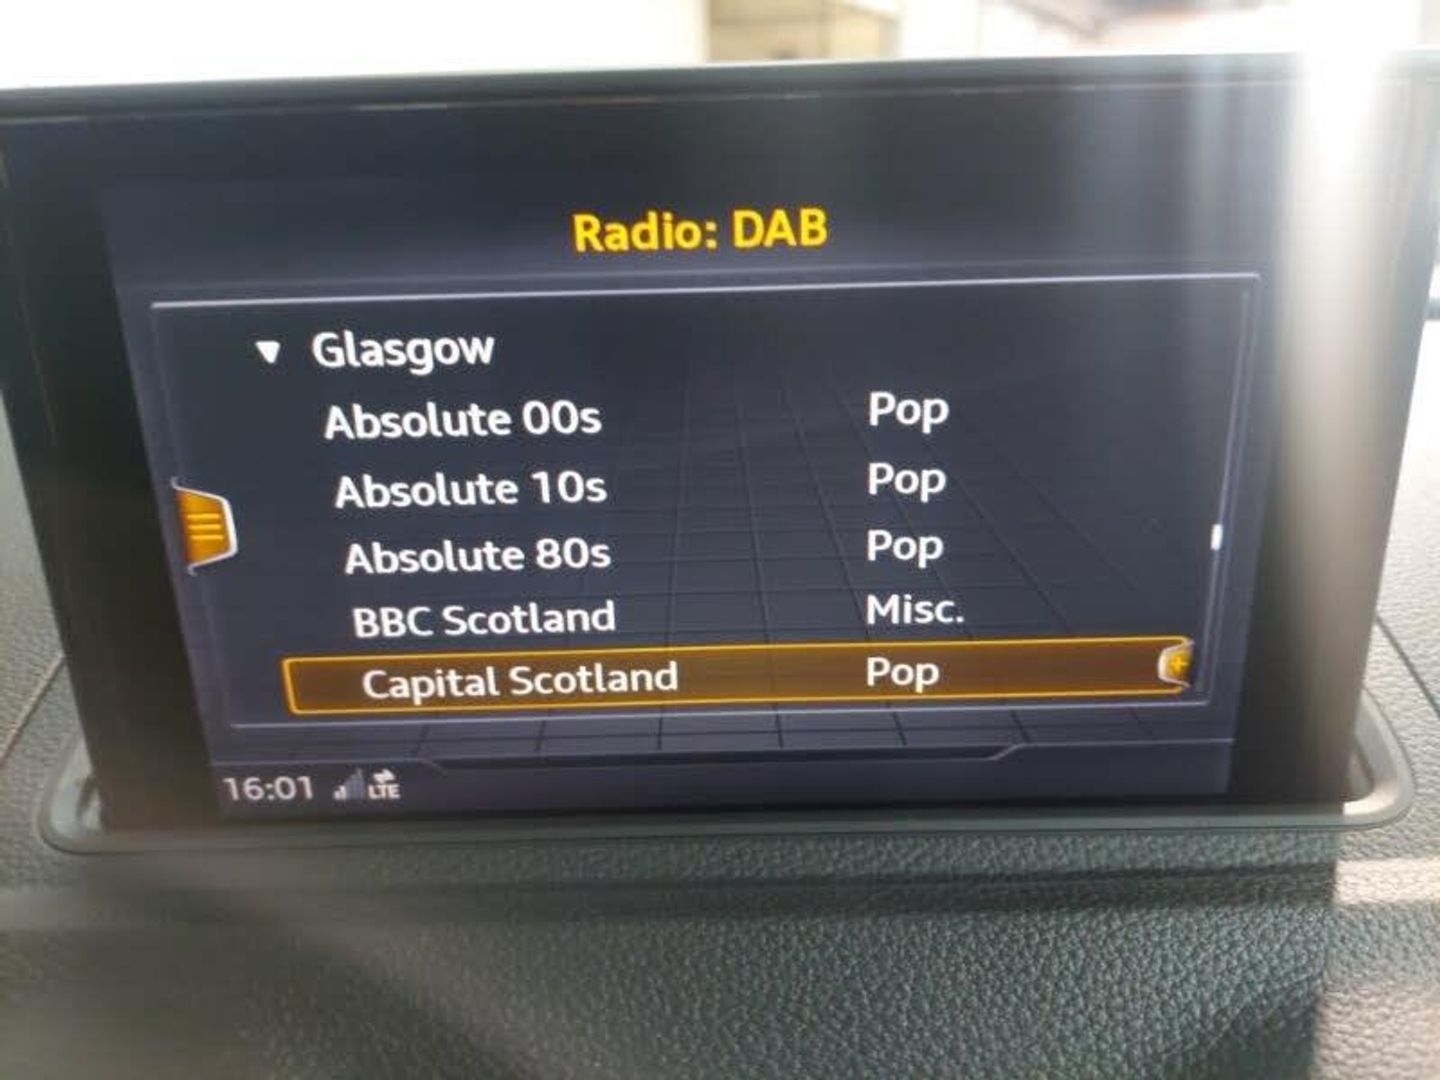 Radio: DAB
Glasgow
Absolute 00s Pop
Absolute 10s Pop
Absolute 80s Pop
BBC Scotland Misc.
Capital Scotland Pop
16:01 LTE